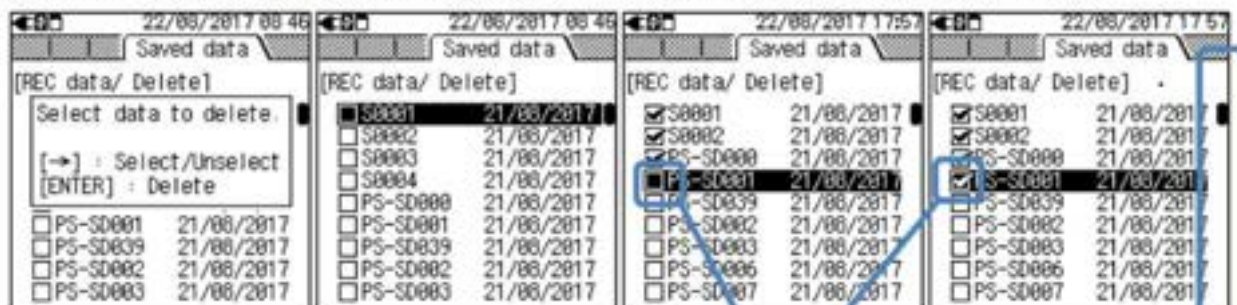 22/08/2017 08 46
Saved data
[REC data/ Delete]
Select data to delete.
[→] : Select/Unselect
[ENTER] : Delete
PS-SD001 21/08/2017
PS-SD039 21/08/2017
PS-SD002 21/08/2017
PS-SD003 21/08/2017
22/08/2017 08 46
Saved data
[REC data/ Delete]
S0001 21/08/2017
S0002 21/08/2017
S0003 21/08/2017
S0004 21/08/2017
PS-SD000 21/08/2017
PS-SD001 21/08/2017
PS-SD039 21/08/2017
PS-SD002 21/08/2017
PS-SD003 21/08/2017
22/08/2017 17:57
Saved data
[REC data/ Delete]
S0001 21/08/2017
S0002 21/08/2017
PS-SD000 21/08/2017
PS-SD001 21/08/2017
PS-SD039 21/08/2017
PS-SD002 21/08/2017
PS-SD003 21/08/2017
PS-SD006 21/08/2017
PS-SD007 21/08/2017
22/08/2017 17 57
Saved data
[REC data/ Delete]
S0001 21/08/2017
S0002 21/08/2017
PS-SD000 21/08/2017
PS-SD001 21/08/2017
PS-SD039 21/08/2017
PS-SD002 21/08/2017
PS-SD003 21/08/2017
PS-SD006 21/08/2017
PS-SD007 21/08/2017